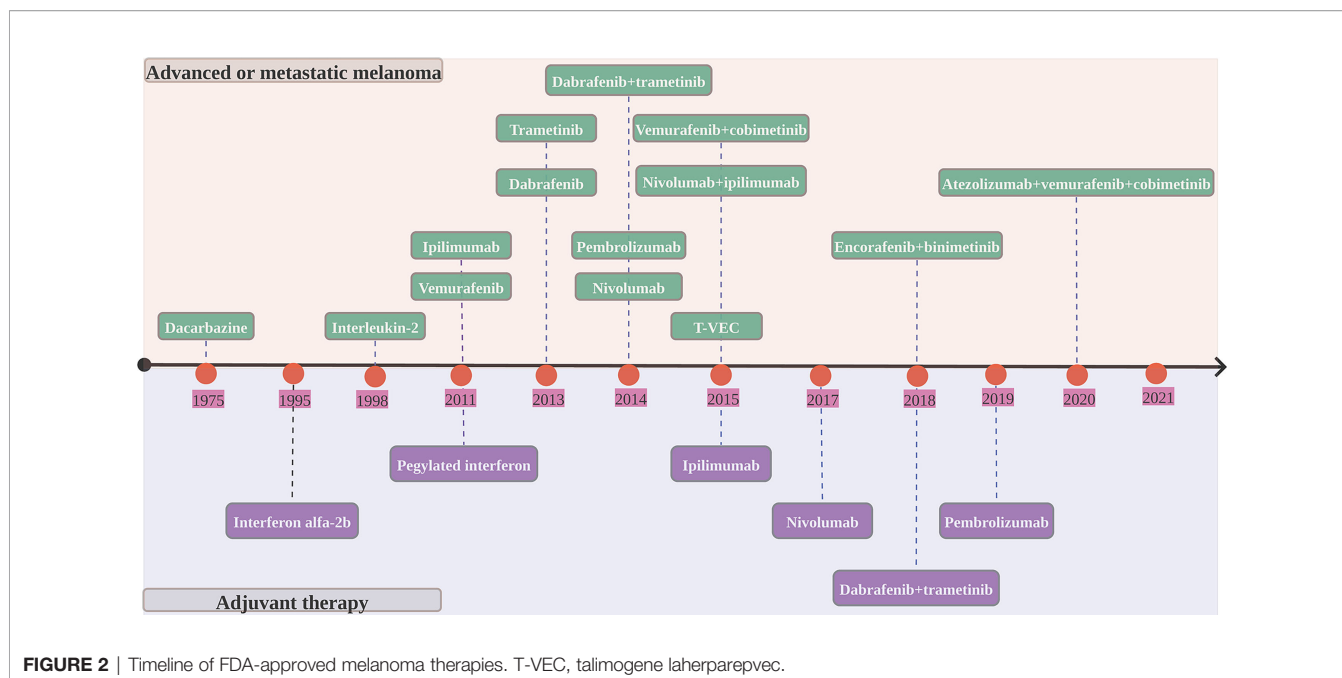 Advanced or metastatic melanoma
Dabrafenib+trametinib
Trametinib
Vemurafenib+cobimetinib
Dabrafenib
Nivolumab+ipilimumab
Atezolizumab+vemurafenib+cobimetinib
Ipilimumab
Pembrolizumab
Encorafenib+binimetinib
Vemurafenib
Nivolumab
Dacarbazine
Interleukin-2
T-VEC
1975
1995
1998
2011
2013
2014
2015
2017
2018
2019
2020
2021
Pegylated interferon
Ipilimumab
Interferon alfa-2b
Nivolumab
Pembrolizumab
Dabrafenib+trametinib
Adjuvant therapy
FIGURE 2 | Timeline of FDA-approved melanoma therapies. T-VEC, talimogene laherparepvec.